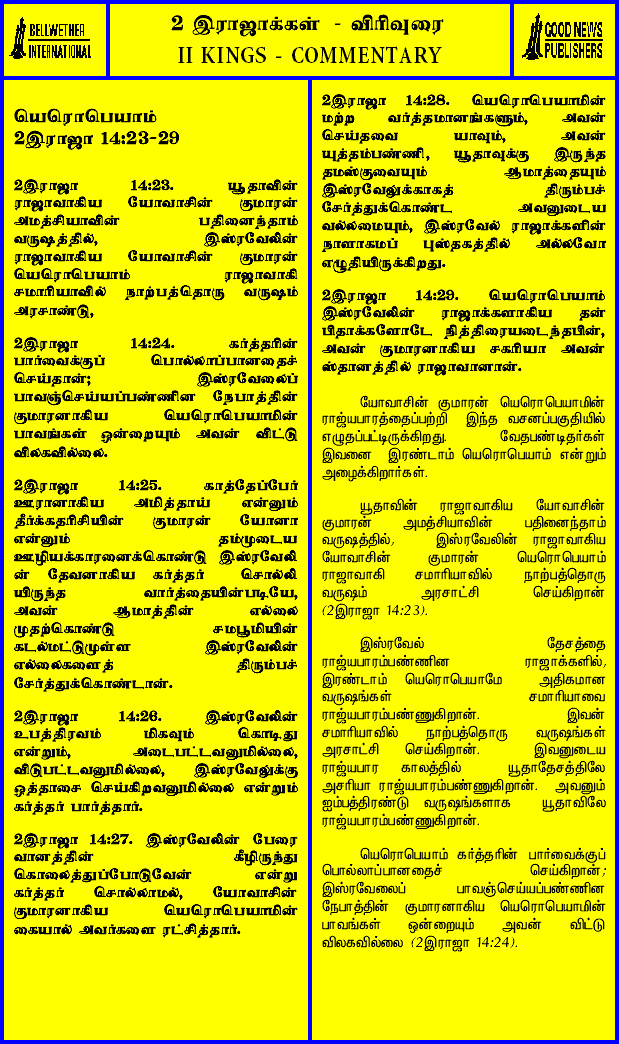 BELLWETHER
INTERNATIONAL
2 இராஜாக்கள் - விரிவுரை
II KINGS - COMMENTARY
GOOD NEWS
PUBLISHERS
யெரொபெயாம்
2இராஜா 14:23-29
2இராஜா 14:23. யூதாவின்
ராஜாவாகிய யோவாசின் குமாரன்
அமத்சியாவின் பதினைந்தாம்
வருஷத்தில், இஸ்ரவேலின்
ராஜாவாகிய யோவாசின் குமாரன்
யெரொபெயாம் ராஜாவாகி
சமாரியாவில் நாற்பத்தொரு வருஷம்
அரசாண்டு,
2இராஜா 14:24. கர்த்தரின்
பார்வைக்குப் பொல்லாப்பானதைச்
செய்தான்; இஸ்ரவேலைப்
பாவஞ்செய்யப்பண்ணின நேபாத்தின்
குமாரனாகிய யெரொபெயாமின்
பாவங்கள் ஒன்றையும் அவன் விட்டு
விலகவில்லை.
2இராஜா 14:25. காத்தேப்பேர்
ஊரானாகிய அமித்தாய் என்னும்
தீர்க்கதரிசியின் குமாரன் யோனா
என்னும் தம்முடைய
ஊழியக்காரனைக்கொண்டு இஸ்ரவேலி
ன் தேவனாகிய கர்த்தர் சொல்லி
யிருந்த வார்த்தையின்படியே,
அவன் ஆமாத்தின் எல்லை
முதற்கொண்டு சமபூமியின்
கடல்மட்டுமுள்ள இஸ்ரவேலின்
எல்லைகளைத் திரும்பச்
சேர்த்துக்கொண்டான்.
2இராஜா 14:26. இஸ்ரவேலின்
உபத்திரவம் மிகவும் கொடிது
என்றும், அடைபட்டவனுமில்லை,
விடுபட்டவனுமில்லை, இஸ்ரவேலுக்கு
ஒத்தாசை செய்கிறவனுமில்லை என்றும்
கர்த்தர் பார்த்தார்.
2இராஜா 14:27. இஸ்ரவேலின் பேரை
வானத்தின் கீழிருந்து
கொலைத்துப்போடுவேன் என்று
கர்த்தர் சொல்லாமல், யோவாசின்
குமாரனாகிய யெரொபெயாமின்
கையால் அவர்களை ரட்சித்தார்.
2இராஜா 14:28. யெரொபெயாமின்
மற்ற வர்த்தமானங்களும், அவன்
செய்தவை யாவும், அவன்
யுத்தம்பண்ணி, யூதாவுக்கு இருந்த
தமஸ்குவையும் ஆமாத்தையும்
இஸ்ரவேலுக்காகத் திரும்பச்
சேர்த்துக்கொண்ட அவனுடைய
வல்லமையும், இஸ்ரவேல் ராஜாக்களின்
நாளாகமப் புஸ்தகத்தில் அல்லவோ
எழுதியிருக்கிறது.
2இராஜா 14:29. யெரொபெயாம்
இஸ்ரவேலின் ராஜாக்களாகிய தன்
பிதாக்களோடே நித்திரையடைந்தபின்,
அவன் குமாரனாகிய சகரியா அவன்
ஸ்தானத்தில் ராஜாவானான்.
யோவாசின் குமாரன் யெரொபெயாமின்
ராஜ்யபாரத்தைப்பற்றி இந்த வசனப்பகுதியில்
எழுதப்பட்டிருக்கிறது. வேதபண்டிதர்கள்
இவனை இரண்டாம் யெரொபெயாம் என்றும்
அழைக்கிறார்கள்.
யூதாவின் ராஜாவாகிய யோவாசின்
குமாரன் அமத்சியாவின் பதினைந்தாம்
வருஷத்தில், இஸ்ரவேலின் ராஜாவாகிய
யோவாசின் குமாரன் யெரொபெயாம்
ராஜாவாகி சமாரியாவில் நாற்பத்தொரு
வருஷம் அரசாட்சி செய்கிறான்
(2இராஜா 14:23).
இஸ்ரவேல் தேசத்தை
ராஜ்யபாரம்பண்ணின ராஜாக்களில்,
இரண்டாம் யெரொபெயாமே அதிகமான
வருஷங்கள் சமாரியாவை
ராஜ்யபாரம்பண்ணுகிறான். இவன்
சமாரியாவில் நாற்பத்தொரு வருஷங்கள்
அரசாட்சி செய்கிறான். இவனுடைய
ராஜ்யபார காலத்தில் யூதாதேசத்திலே
அசரியா ராஜ்யபாரம்பண்ணுகிறான். அவனும்
ஐம்பத்திரண்டு வருஷங்களாக யூதாவிலே
ராஜ்யபாரம்பண்ணுகிறான்.
யெரொபெயாம் கர்த்தரின் பார்வைக்குப்
பொல்லாப்பானதைச் செய்கிறான்;
இஸ்ரவேலைப் பாவஞ்செய்யப்பண்ணின
நேபாத்தின் குமாரனாகிய யெரொபெயாமின்
பாவங்கள் ஒன்றையும் அவன் விட்டு
விலகவில்லை (2இராஜா 14:24).